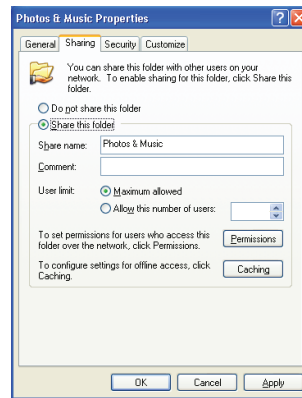 Photos & Music Properties
General Sharing Security Customize
You can share this folder with other users on your
network. To enable sharing for this folder, click Share this
folder.
Do not share this folder
Share this folder
Share name: Photos & Music
Comment:
User limit: Maximum allowed
Allow this number of users:
To set permissions for users who access this
folder over the network, click Permissions.
Permissions
To configure settings for offline access, click
Caching.
Caching
OK Cancel Apply